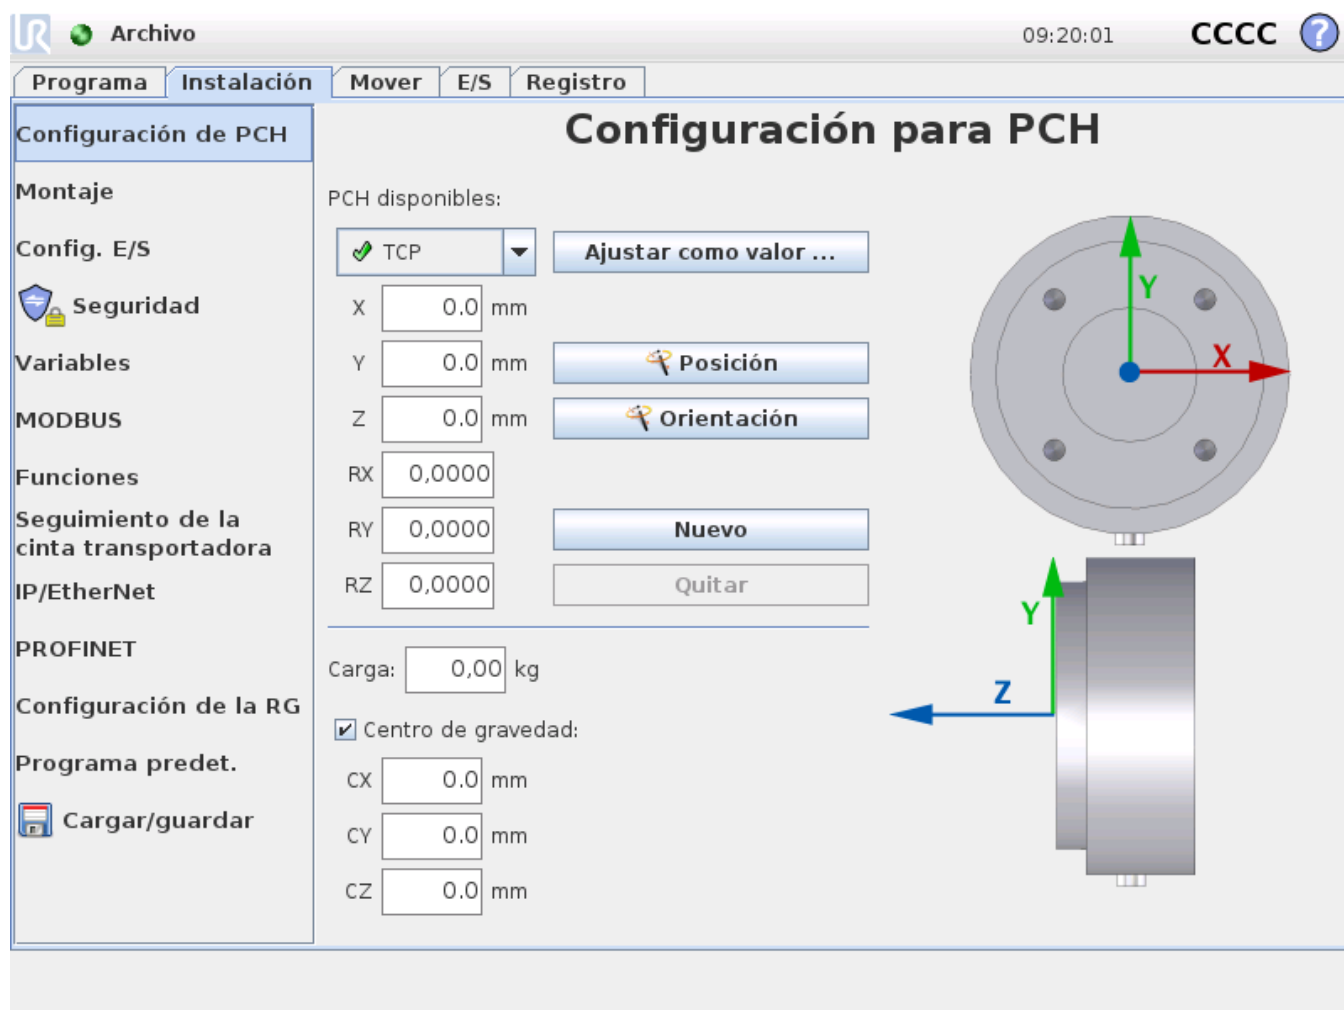 UR Archivo 09:20:01 CCCC ?
Programa Instalación Mover E/S Registro
Configuración de PCH
Montaje
Config. E/S
Seguridad
Variables
MODBUS
Funciones
Seguimiento de la
cinta transportadora
IP/EtherNet
PROFINET
Configuración de la RG
Programa predet.
Cargar/guardar
Configuración para PCH
PCH disponibles:
TCP Ajustar como valor ...
X 0.0 mm
Y 0.0 mm Posición
Z 0.0 mm Orientación
RX 0,0000
RY 0,0000 Nuevo
RZ 0,0000 Quitar
Carga: 0,00 kg
Centro de gravedad:
CX 0.0 mm
CY 0.0 mm
CZ 0.0 mm
Y
X
Y
Z